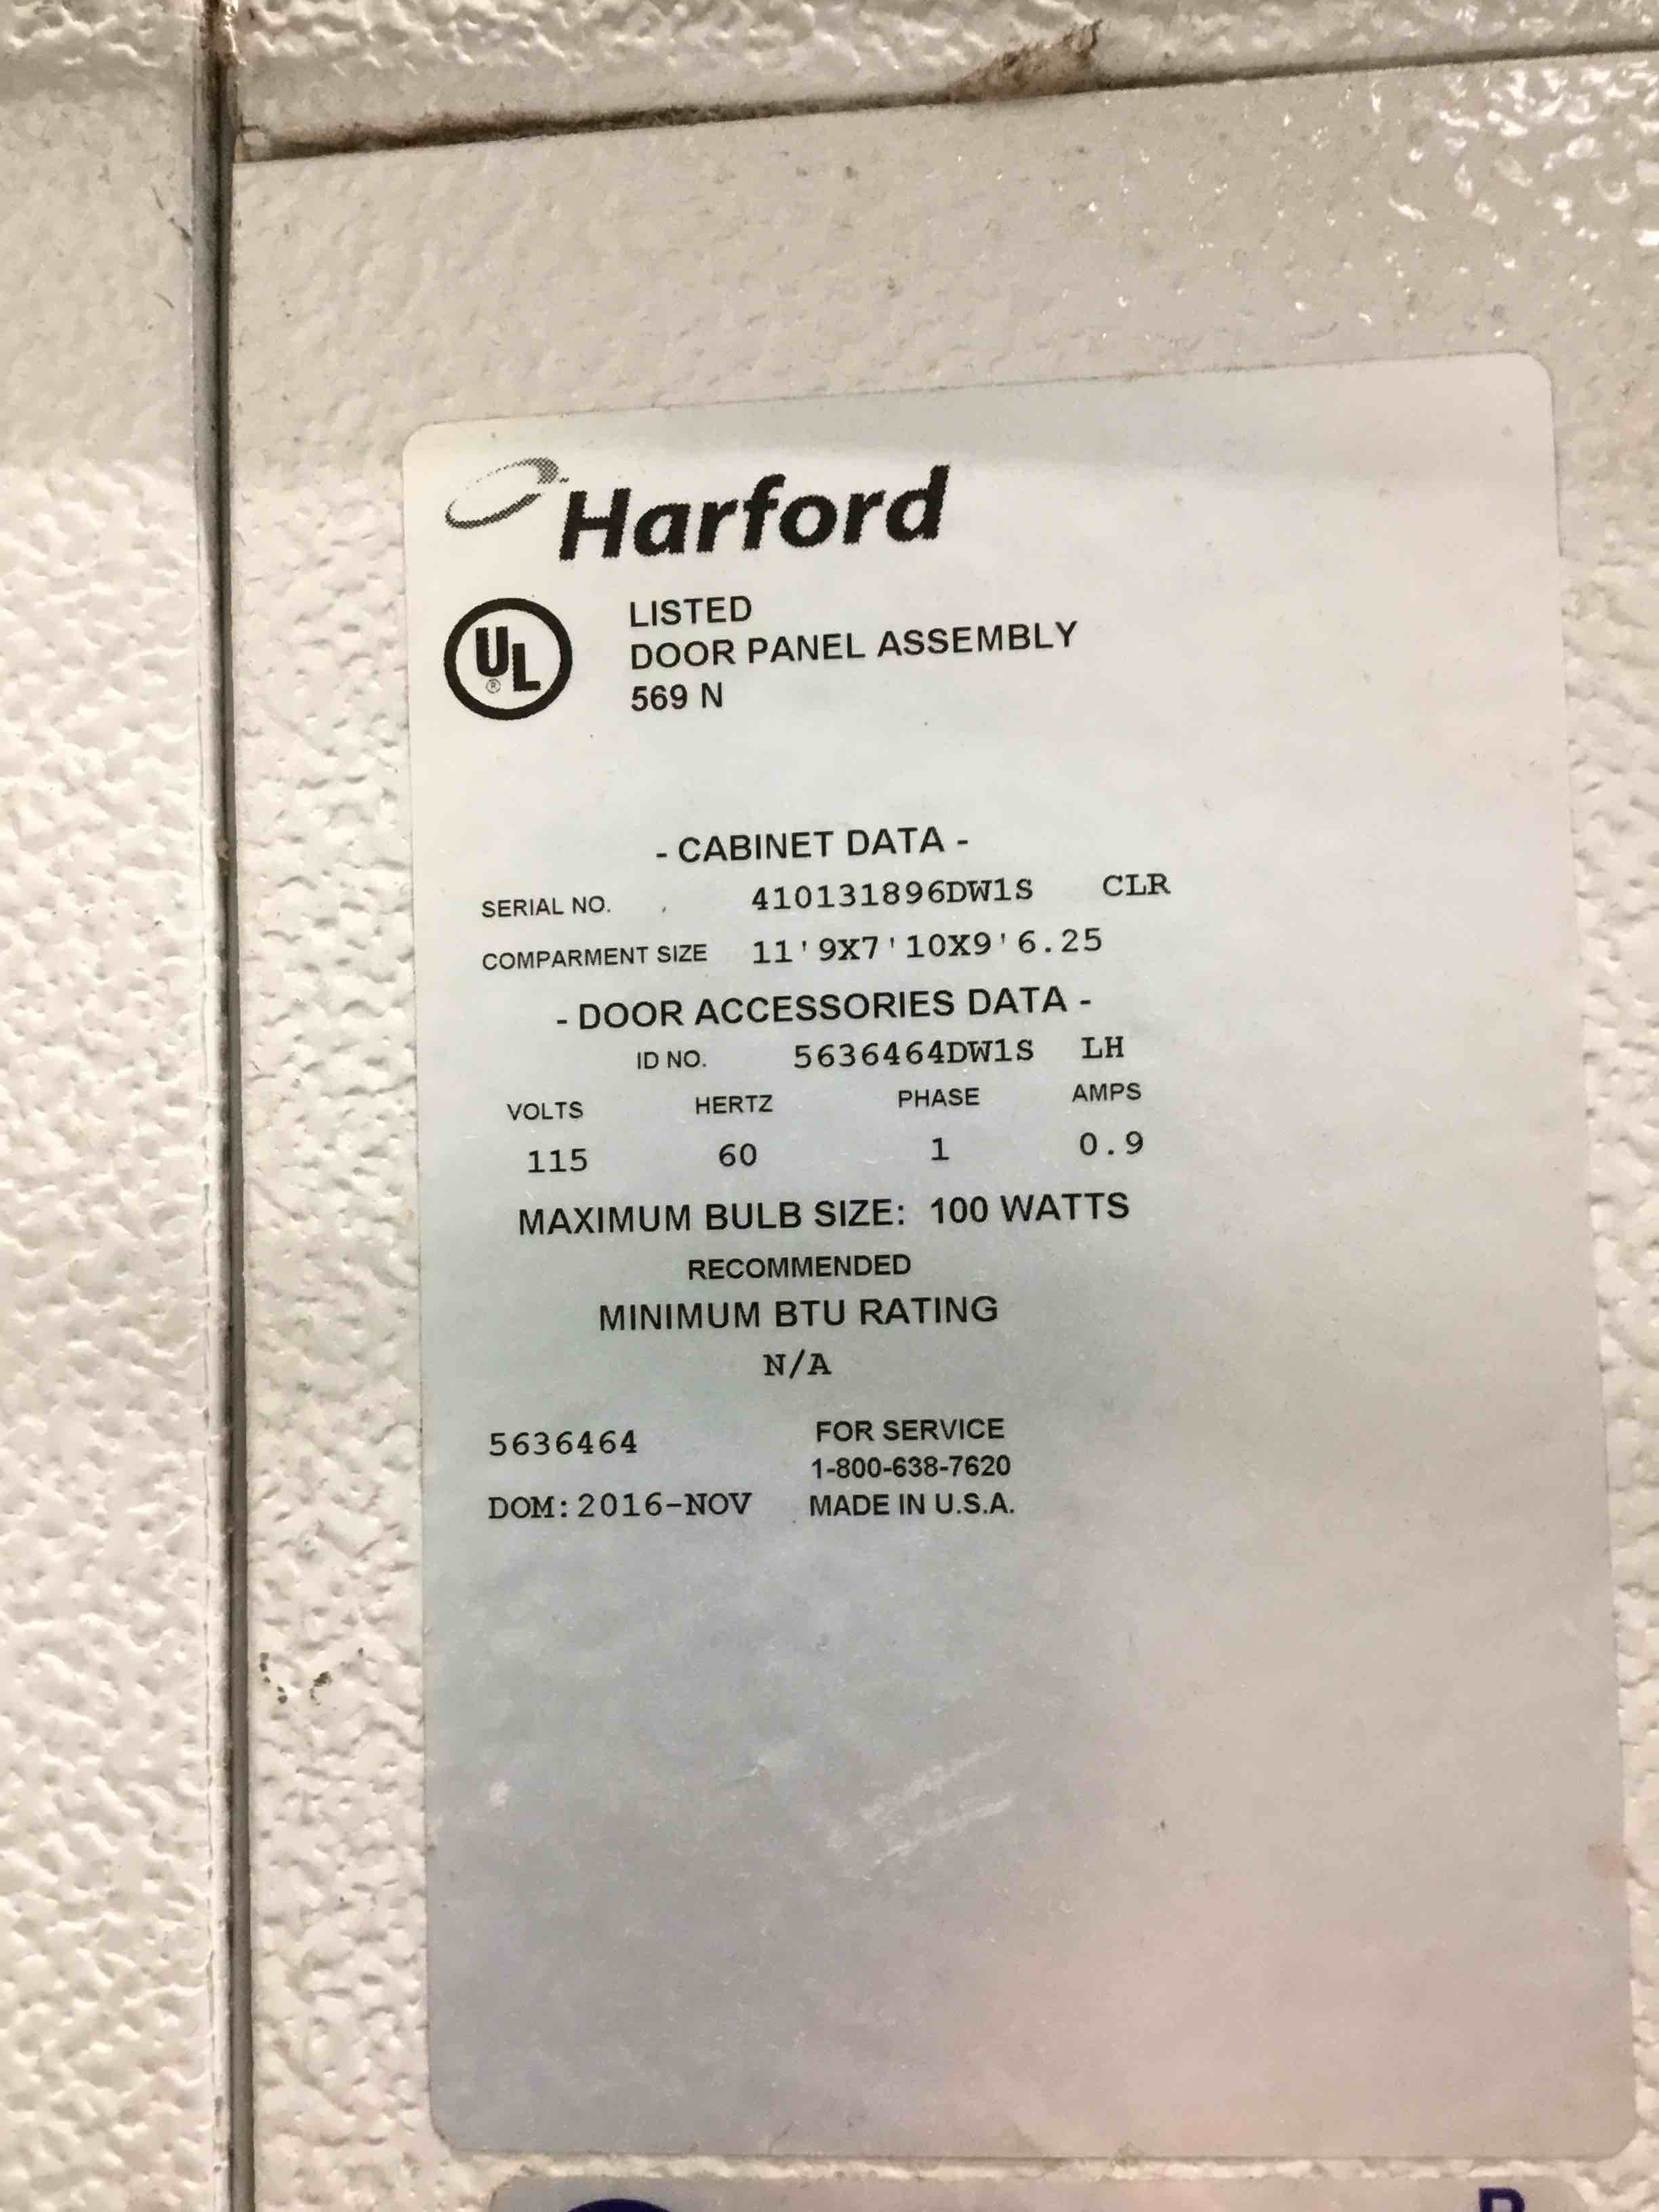 Harford
UL ®
LISTED
DOOR PANEL ASSEMBLY
569 N
- CABINET DATA -
SERIAL NO. 410131896DW1S CLR
COMPARMENT SIZE 11'9X7'10X9'6.25
- DOOR ACCESSORIES DATA -
ID NO. 5636464DW1S LH
VOLTS HERTZ PHASE AMPS
115 60 1 0.9
MAXIMUM BULB SIZE: 100 WATTS
RECOMMENDED
MINIMUM BTU RATING
N/A
5636464 FOR SERVICE
1-800-638-7620
DOM:2016-NOV MADE IN U.S.A.